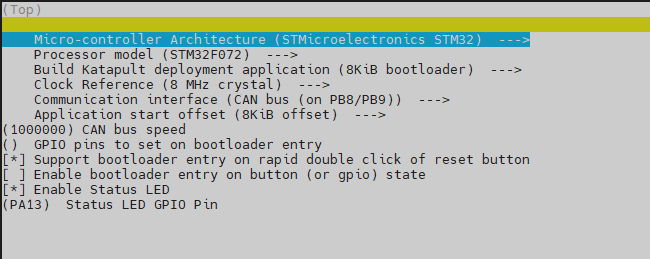 (Top)
Micro-controller Architecture (STMicroelectronics STM32)  --->
Processor model (STM32F072)  --->
Build Katapult deployment application (8KiB bootloader)  --->
Clock Reference (8 MHz crystal)  --->
Communication interface (CAN bus (on PB8/PB9))  --->
Application start offset (8KiB offset)  --->
(1000000) CAN bus speed
()  GPIO pins to set on bootloader entry
[*] Support bootloader entry on rapid double click of reset button
[ ] Enable bootloader entry on button (or gpio) state
[*] Enable Status LED
(PA13)  Status LED GPIO Pin